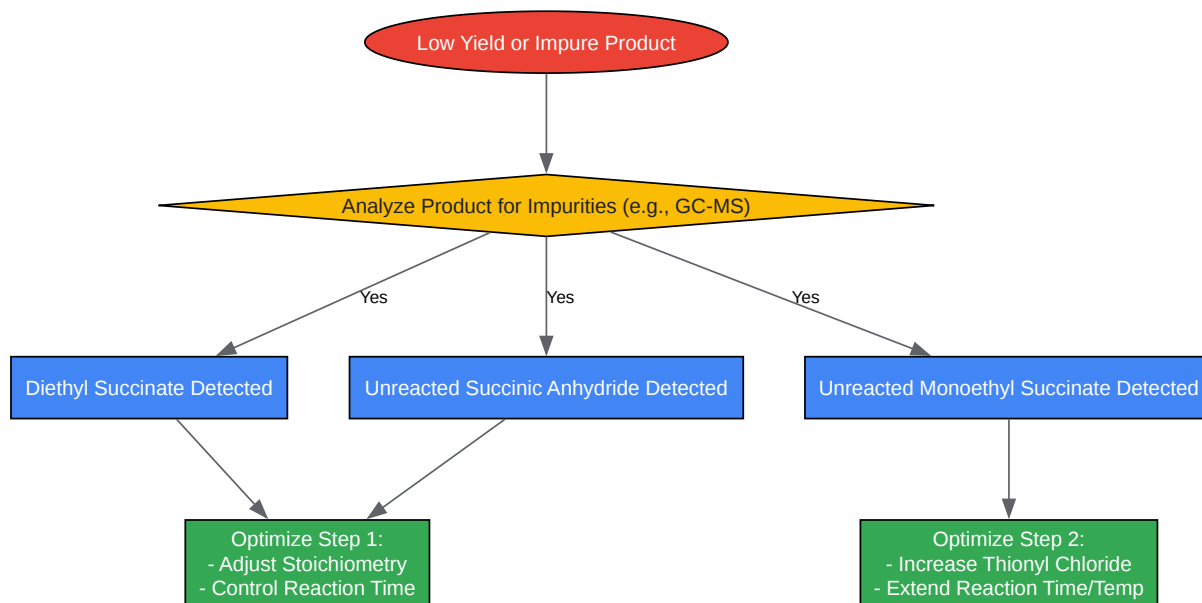 Low Yield or Impure Product
Analyze Product for Impurities (e.g., GC-MS)
Yes
Yes
Yes
Diethyl Succinate Detected
Unreacted Succinic Anhydride Detected
Unreacted Monoethyl Succinate Detected
Optimize Step 1:
- Adjust Stoichiometry
- Control Reaction Time
Optimize Step 2:
- Increase Thionyl Chloride
- Extend Reaction Time/Temp